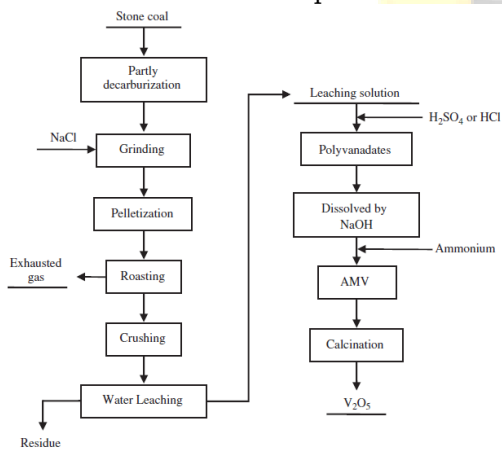 Stone coal
Partly
decarburization
NaCl
Grinding
Pelletization
Exhausted
gas
Roasting
Crushing
Water Leaching
Residue
Leaching solution
H₂SO₄ or HCl
Polyvanadates
Dissolved by
NaOH
Ammonium
AMV
Calcination
V₂O₅